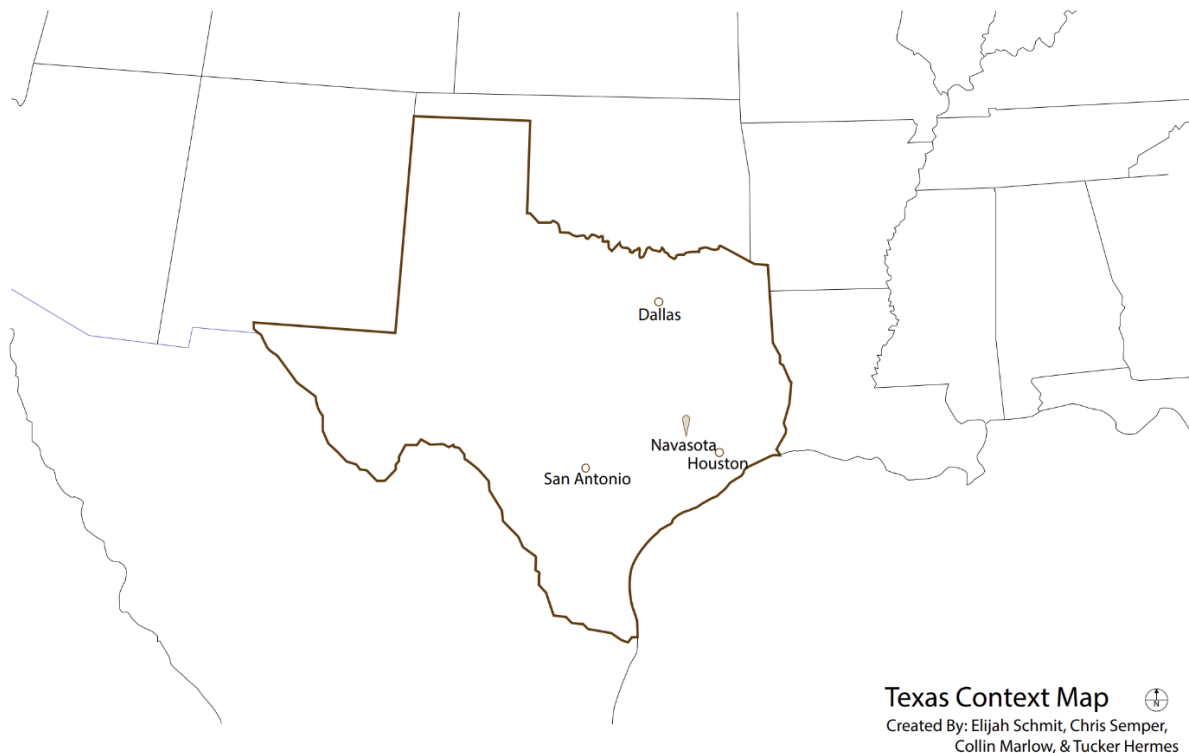 Dallas
Navasota
Houston
San Antonio
Texas Context Map
N
Created By: Elijah Schmit, Chris Semper,
Collin Marlow, & Tucker Hermes